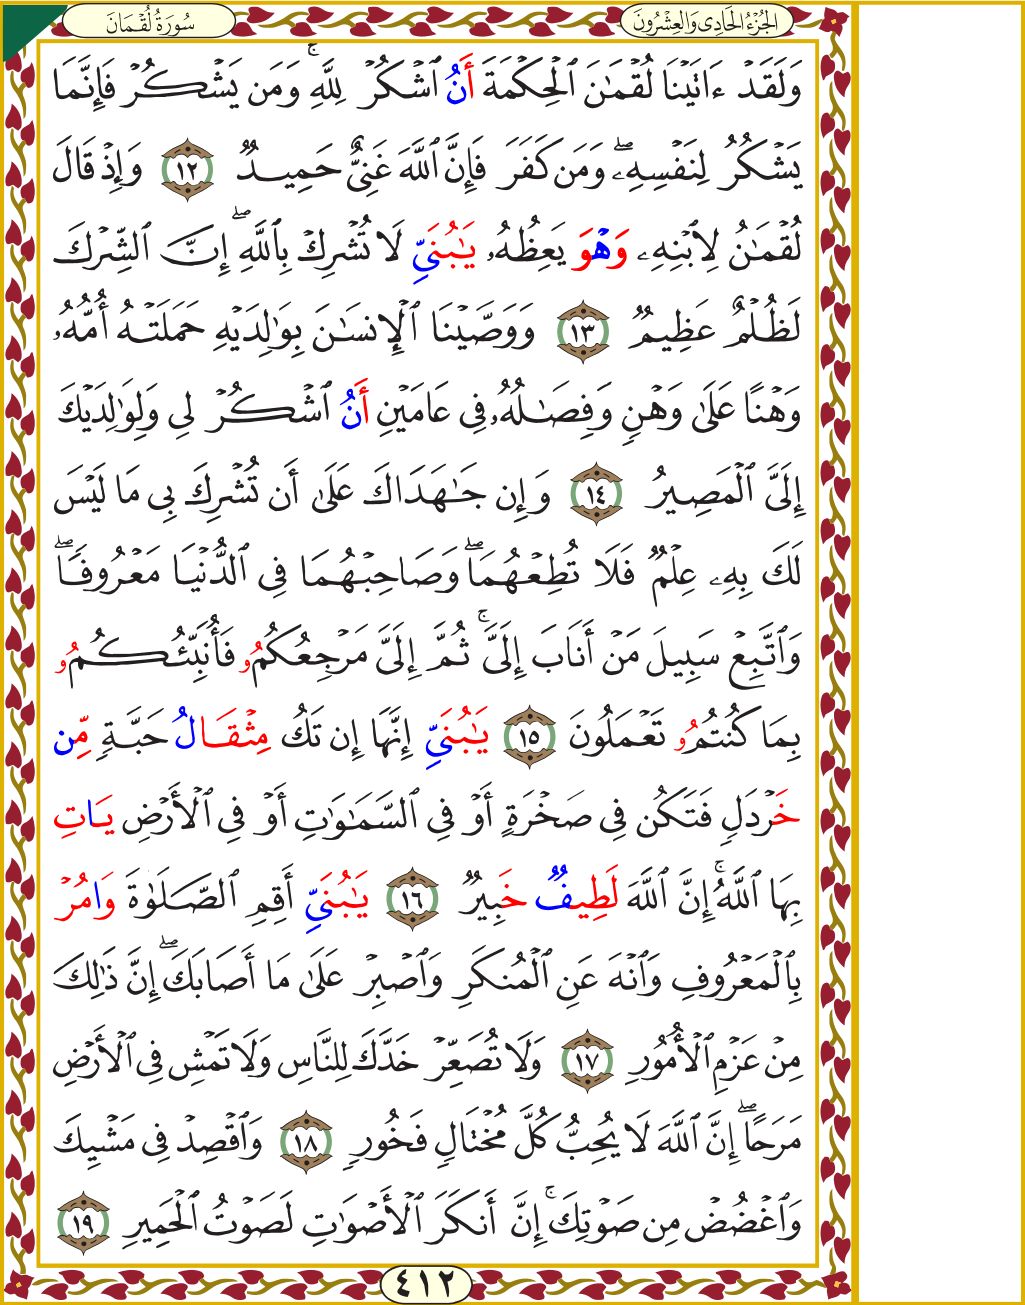 سُورَةُ لُقۡمَانَ
الجُزْءُ الحَادِى وَالعِشْرُونَ
وَلَقَدۡ ءَاتَيۡنَا لُقۡمَٰنَ ٱلۡحِكۡمَةَ أَنُ ٱشۡكُرۡ لِلَّهِۚ وَمَن يَشۡكُرۡ فَإِنَّمَا
يَشۡكُرُ لِنَفۡسِهِۦۖ وَمَن كَفَرَ فَإِنَّ ٱللَّهَ غَنِيٌّ حَمِيدٞ ١٢ وَإِذۡ قَالَ
لُقۡمَٰنُ لِٱبۡنِهِۦ وَهۡوَ يَعِظُهُۥ يَٰبُنَيِّ لَا تُشۡرِكۡ بِٱللَّهِۖ إِنَّ ٱلشِّرۡكَ
لَظُلۡمٌ عَظِيمٞ ١٣ وَوَصَّيۡنَا ٱلۡإِنسَٰنَ بِوَٰلِدَيۡهِ حَمَلَتۡهُ أُمُّهُۥ
وَهۡنًا عَلَىٰ وَهۡنٖ وَفِصَٰلُهُۥ فِي عَامَيۡنِ أَنُ ٱشۡكُرۡ لِي وَلِوَٰلِدَيۡكَ
إِلَيَّ ٱلۡمَصِيرُ ١٤ وَإِن جَٰهَدَاكَ عَلَىٰ أَن تُشۡرِكَ بِي مَا لَيۡسَ
لَكَ بِهِۦ عِلۡمٞ فَلَا تُطِعۡهُمَاۖ وَصَاحِبۡهُمَا فِي ٱلدُّنۡيَا مَعۡرُوفٗاۖ
وَٱتَّبِعۡ سَبِيلَ مَنۡ أَنَابَ إِلَيَّۚ ثُمَّ إِلَيَّ مَرۡجِعُكُمُۥ فَأُنَبِّئُكُمُۥ
بِمَا كُنتُمُۥ تَعۡمَلُونَ ١٥ يَٰبُنَيِّ إِنَّهَا إِن تَكُ مِثۡقَالُ حَبَّةٖ مِّن
خَرۡدَلٖ فَتَكُن فِي صَخۡرَةٍ أَوۡ فِي ٱلسَّمَٰوَٰتِ أَوۡ فِي ٱلۡأَرۡضِ يَاتِ
بِهَا ٱللَّهُۚ إِنَّ ٱللَّهَ لَطِيفٌ خَبِيرٞ ١٦ يَٰبُنَيِّ أَقِمِ ٱلصَّلَوٰةَ وَامُرۡ
بِٱلۡمَعۡرُوفِ وَٱنۡهَ عَنِ ٱلۡمُنكَرِ وَٱصۡبِرۡ عَلَىٰ مَا أَصَابَكَۖ إِنَّ ذَٰلِكَ
مِنۡ عَزۡمِ ٱلۡأُمُورِ ١٧ وَلَا تُصَعِّرۡ خَدَّكَ لِلنَّاسِ وَلَا تَمۡشِ فِي ٱلۡأَرۡضِ
مَرَحًاۖ إِنَّ ٱللَّهَ لَا يُحِبُّ كُلَّ مُخۡتَالٖ فَخُورٖ ١٨ وَٱقۡصِدۡ فِي مَشۡيِكَ
وَٱغۡضُضۡ مِن صَوۡتِكَۚ إِنَّ أَنكَرَ ٱلۡأَصۡوَٰتِ لَصَوۡتُ ٱلۡحَمِيرِ ١٩
٤١٢